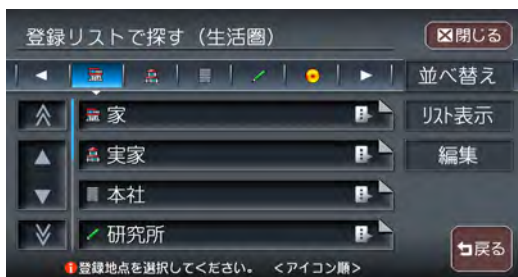 登録リストで探す（生活圏）
閉じる
並べ替え
家
リスト表示
実家
編集
本社
研究所
戻る
登録地点を選択してください。 <アイコン順>